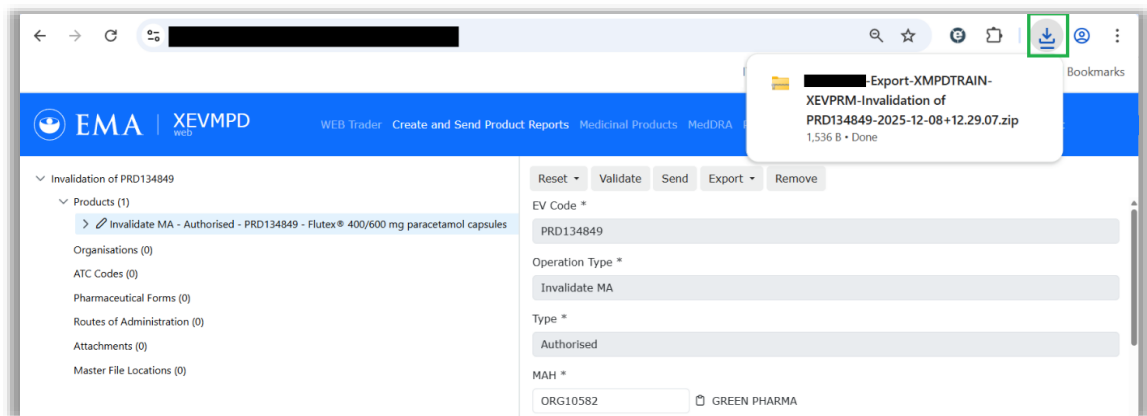 -Export-XMPDTRAIN-
XEVPRM-Invalidation of
PRD134849-2025-12-08+12.29.07.zip
1,536 B • Done
Bookmarks
EMA | XEVMPD
web
WEB Trader Create and Send Product Reports Medicinal Products MedDRA
Invalidation of PRD134849
Products (1)
Invalidate MA - Authorised - PRD134849 - Flutex® 400/600 mg paracetamol capsules
Organisations (0)
ATC Codes (0)
Pharmaceutical Forms (0)
Routes of Administration (0)
Attachments (0)
Master File Locations (0)
Reset Validate Send Export Remove
EV Code *
PRD134849
Operation Type *
Invalidate MA
Type *
Authorised
MAH *
ORG10582 GREEN PHARMA